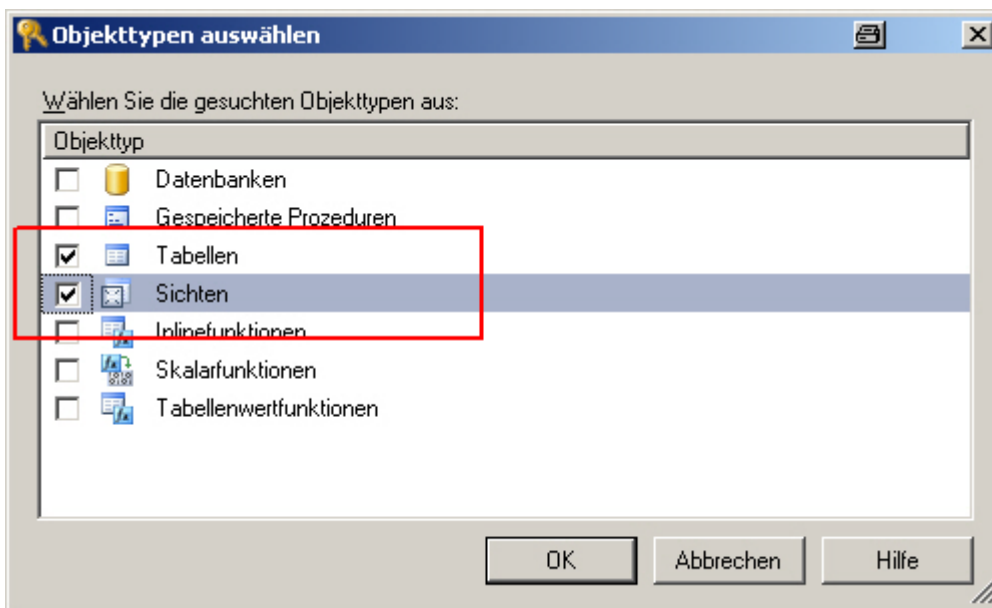 Objekttypen auswählen
Wählen Sie die gesuchten Objekttypen aus:
Objekttyp
Datenbanken
Gespeicherte Prozeduren
Tabellen
Sichten
Inlinefunktionen
Skalarfunktionen
Tabellenwertfunktionen
OK Abbrechen Hilfe